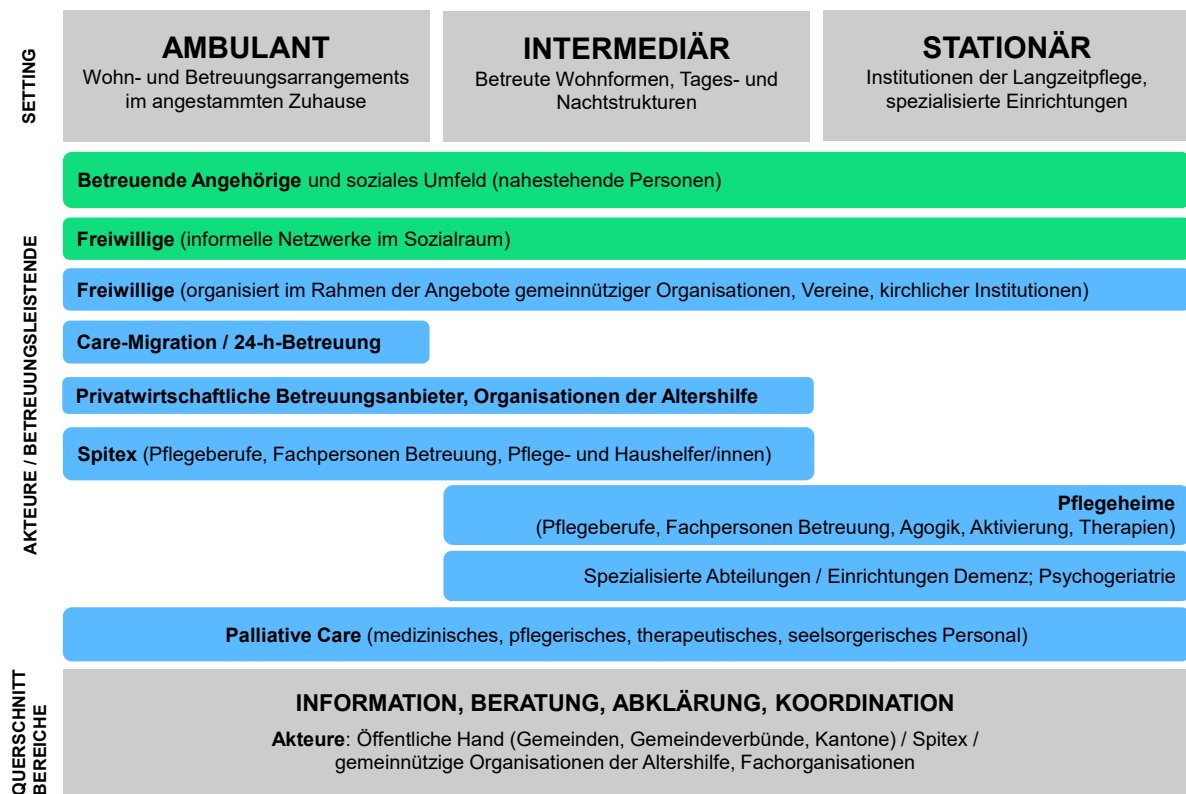 SETTING
AMBULANT
Wohn- und Betreuungsarrangements
im angestammten Zuhause
INTERMEDIÄR
Betreute Wohnformen, Tages- und
Nachtstrukturen
STATIONÄR
Institutionen der Langzeitpflege,
spezialisierte Einrichtungen
AKTEURE / BETREUUNGSLEISTENDE
Betreuende Angehörige und soziales Umfeld (nahestehende Personen)
Freiwillige (informelle Netzwerke im Sozialraum)
Freiwillige (organisiert im Rahmen der Angebote gemeinnütziger Organisationen, Vereine, kirchlicher Institutionen)
Care-Migration / 24-h-Betreuung
Privatwirtschaftliche Betreuungsanbieter, Organisationen der Altershilfe
Spitex (Pflegeberufe, Fachpersonen Betreuung, Pflege- und Haushelfer/innen)
Pflegeheime
(Pflegeberufe, Fachpersonen Betreuung, Agogik, Aktivierung, Therapien)
Spezialisierte Abteilungen / Einrichtungen Demenz; Psychogeriatrie
Palliative Care (medizinisches, pflegerisches, therapeutisches, seelsorgerisches Personal)
QUERSCHNITT
BEREICHE
INFORMATION, BERATUNG, ABKLÄRUNG, KOORDINATION
Akteure: Öffentliche Hand (Gemeinden, Gemeindeverbünde, Kantone) / Spitex /
gemeinnützige Organisationen der Altershilfe, Fachorganisationen